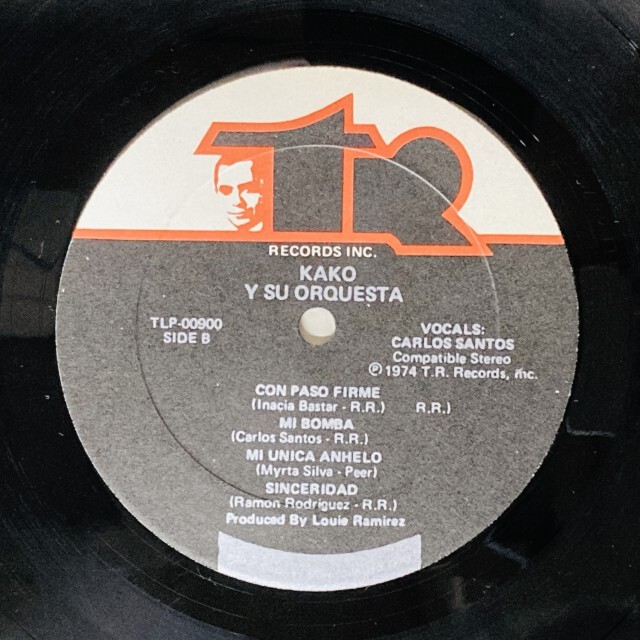 TR
RECORDS INC.
KAKO
Y SU ORQUESTA
TLP-00900
SIDE B
VOCALS:
CARLOS SANTOS
Compatible Stereo
℗1974 T.R. Records, inc.
CON PASO FIRME
(Inacia Bastar - R.R.) R.R.)
MI BOMBA
(Carlos Santos - R.R.)
MI UNICA ANHELO
(Myrta Silva - Peer)
SINCERIDAD
(Ramon Rodriguez - R.R.)
Produced By Louie Ramirez